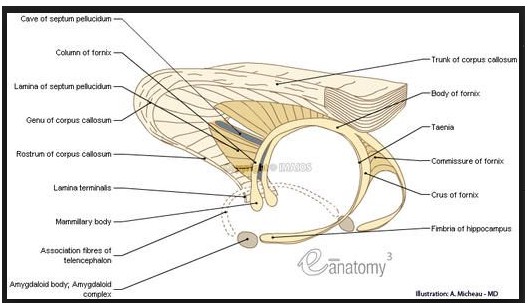 Cave of septum pellucidum
Column of fornix
Lamina of septum pellucidum
Genu of corpus callosum
Rostrum of corpus callosum
Lamina terminalis
Mammillary body
Association fibres of
telencephalon
Amygdaloid body; Amygdaloid
complex
Trunk of corpus callosum
Body of fornix
Taenia
Commissure of fornix
Crus of fornix
Fimbria of hippocampus
© IMAIOS
e-anatomy 3
Illustration: A. Micheau - MD